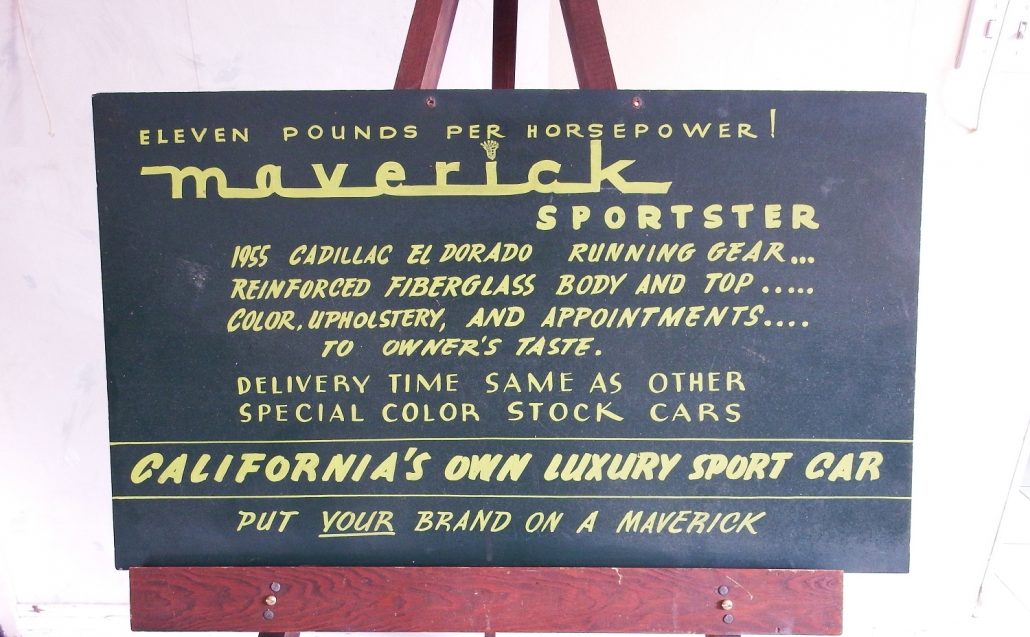 ELEVEN POUNDS PER HORSEPOWER!
maverick
SPORTSTER
1955 CADILLAC EL DORADO RUNNING GEAR...
REINFORCED FIBERGLASS BODY AND TOP.....
COLOR, UPHOLSTERY, AND APPOINTMENTS....
TO OWNER'S TASTE.
DELIVERY TIME SAME AS OTHER
SPECIAL COLOR STOCK CARS
CALIFORNIA'S OWN LUXURY SPORT CAR
PUT YOUR BRAND ON A MAVERICK